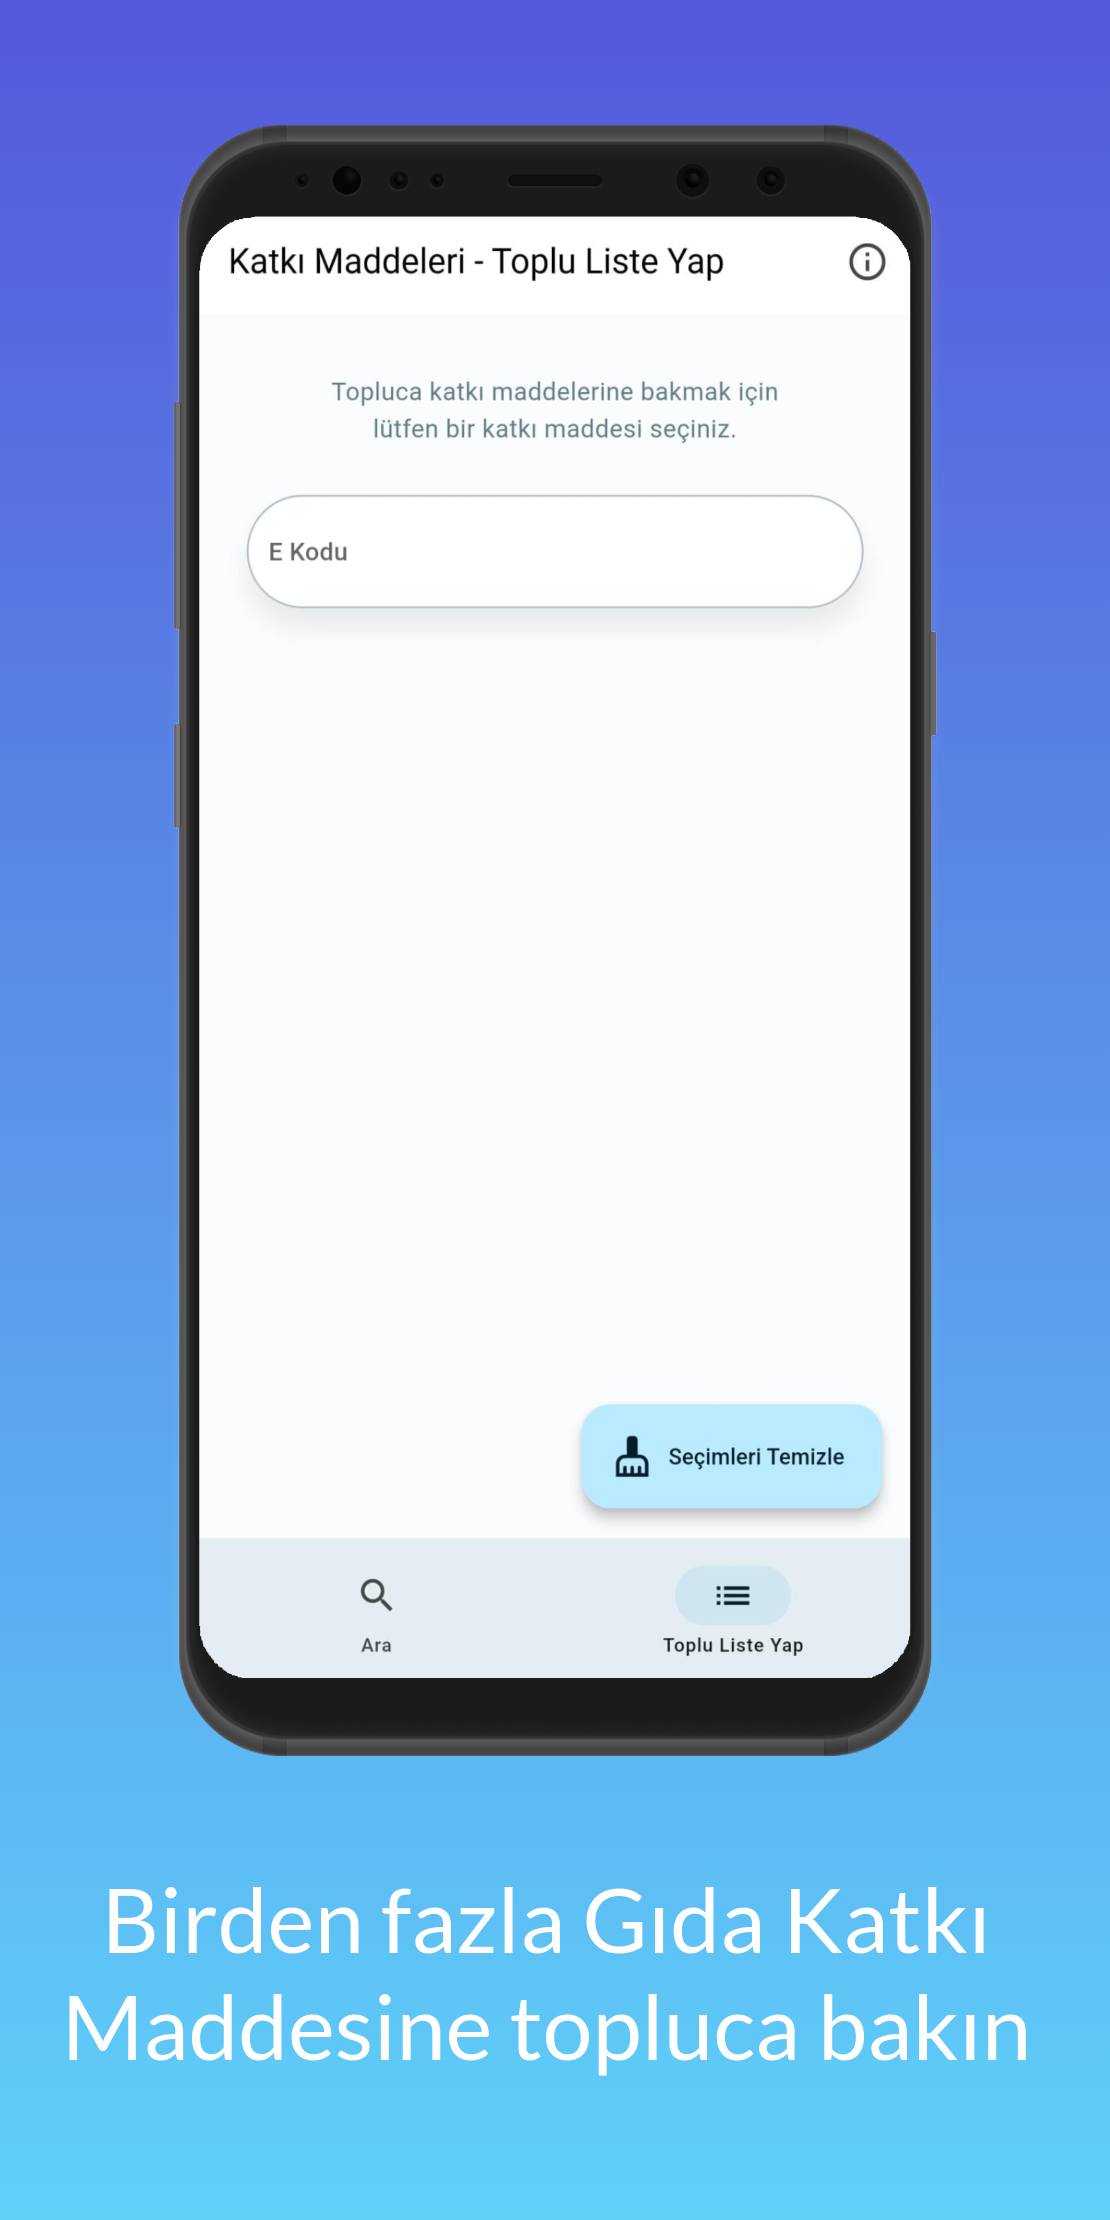 Katkı Maddeleri - Toplu Liste Yap
Topluca katkı maddelerine bakmak için
lütfen bir katkı maddesi seçiniz.
E Kodu
Seçimleri Temizle
Ara
Toplu Liste Yap
Birden fazla Gıda Katkı
Maddesine topluca bakın